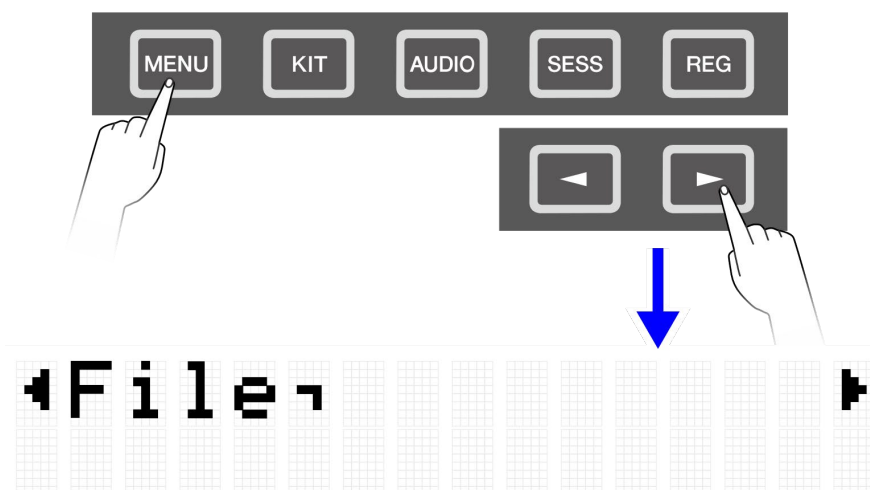 MENU KIT AUDIO SESS REG
◄ ►
◄File¬ ►